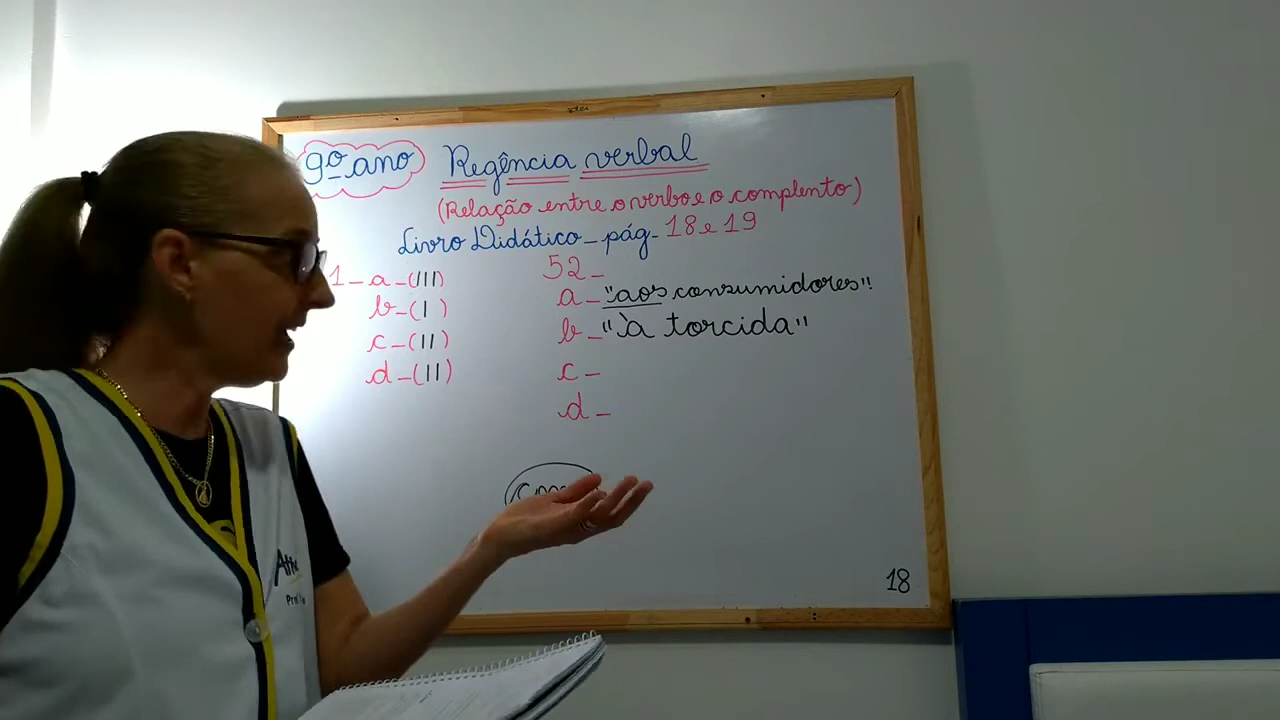 9º ano Regência verbal
(Relação entre o verbo e o complento)
Livro Didático - pág - 18 e 19
1 - a - (III)
b - (I)
c - (II)
d - (II)
52 -
a - "aos consumidores"!
b - "à torcida"
c -
d -
18